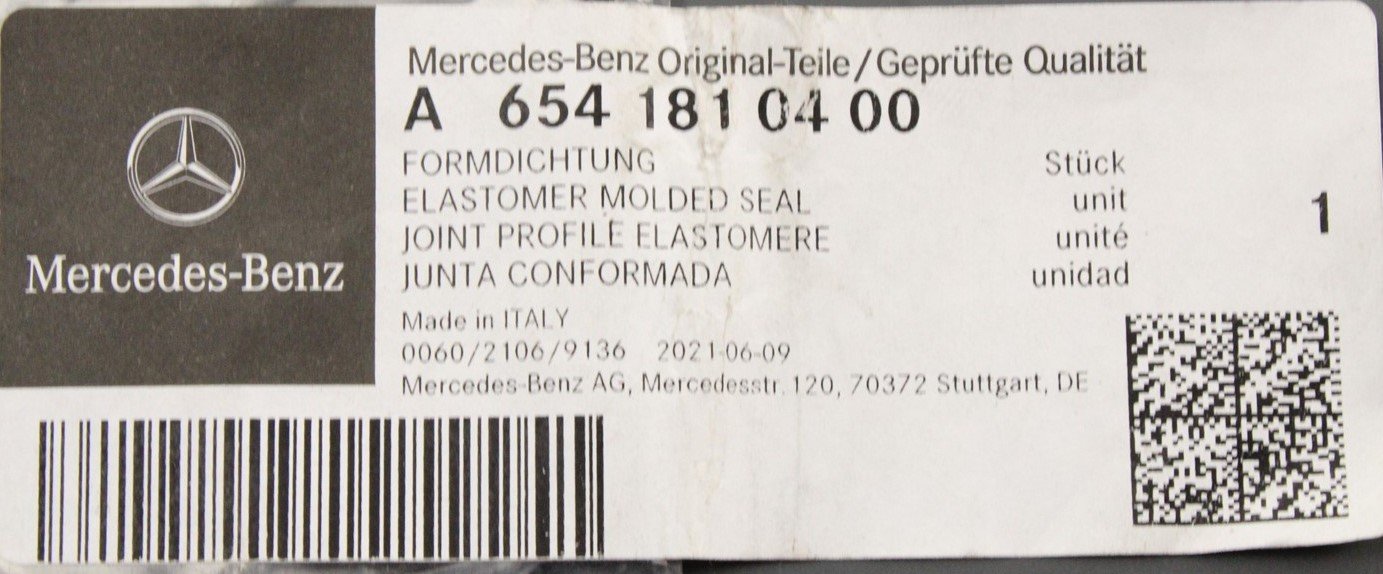 Mercedes-Benz
Mercedes-Benz Original-Teile/Geprüfte Qualität
A 654 181 04 00
FORMDICHTUNG Stück
ELASTOMER MOLDED SEAL unit
JOINT PROFILE ELASTOMERE unité
JUNTA CONFORMADA unidad
1
Made in ITALY
0060/2106/9136 2021-06-09
Mercedes-Benz AG, Mercedesstr. 120, 70372 Stuttgart, DE